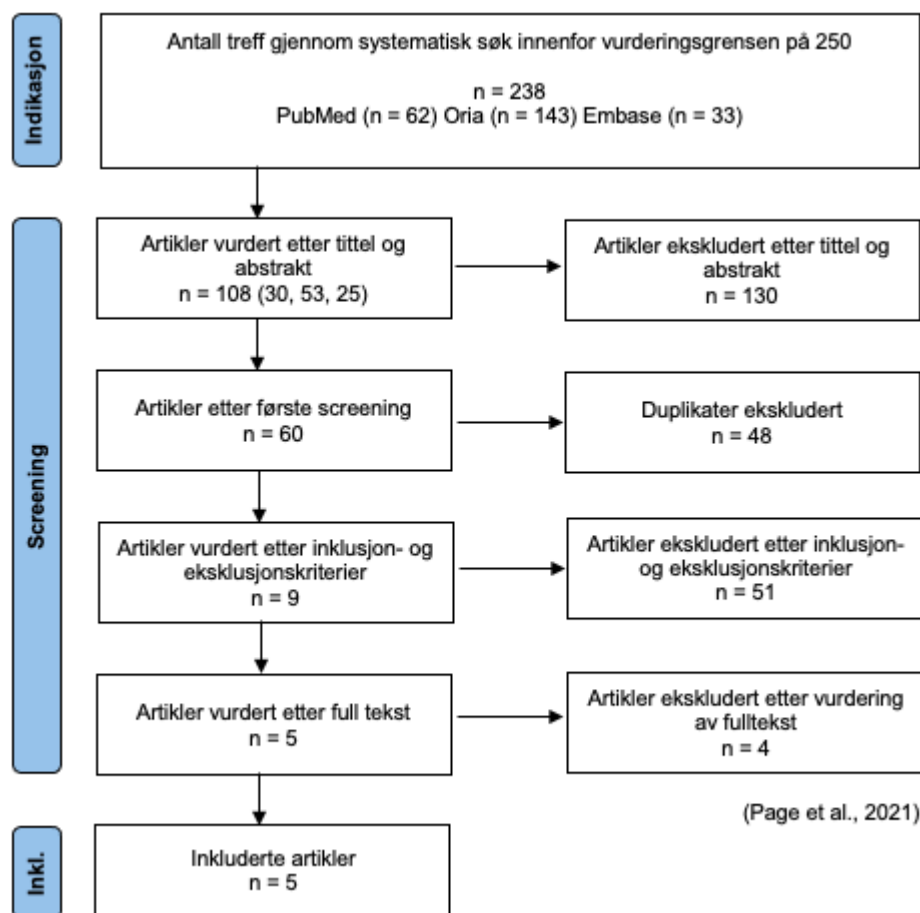 Indikasjon
Antall treff gjennom systematisk søk innenfor vurderingsgrensen på 250
n = 238
PubMed (n = 62) Oria (n = 143) Embase (n = 33)
Screening
Artikler vurdert etter tittel og
abstrakt
n = 108 (30, 53, 25)
Artikler ekskludert etter tittel og
abstrakt
n = 130
Artikler etter første screening
n = 60
Duplikater ekskludert
n = 48
Artikler vurdert etter inklusjon- og
eksklusjonskriterier
n = 9
Artikler ekskludert etter inklusjon-
og eksklusjonskriterier
n = 51
Artikler vurdert etter full tekst
n = 5
Artikler ekskludert etter vurdering
av fulltekst
n = 4
(Page et al., 2021)
Inkl.
Inkluderte artikler
n = 5